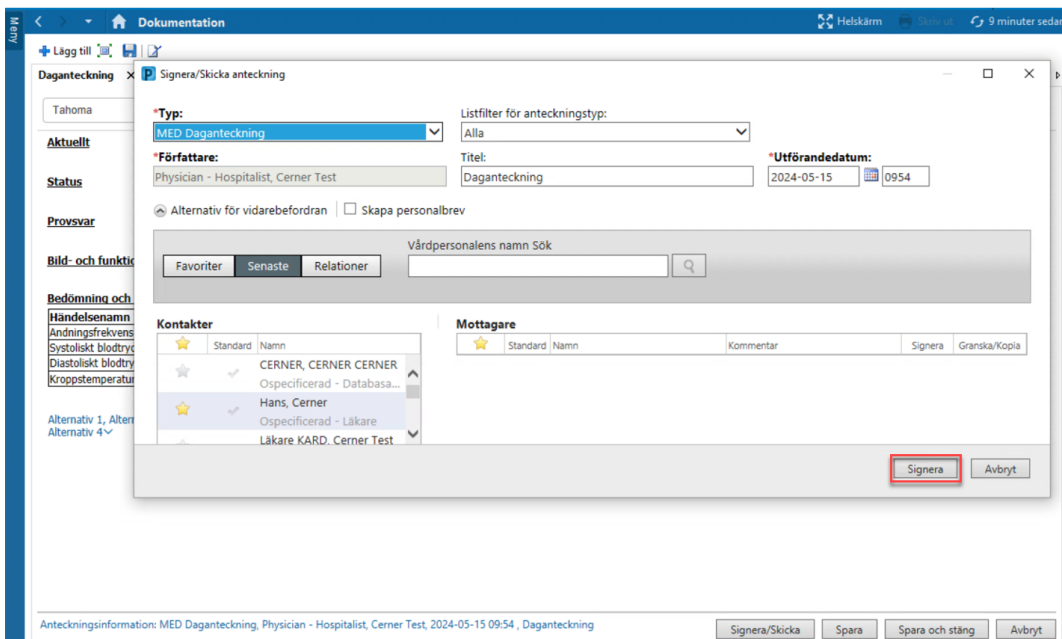 Meny
Dokumentation
Helskärm
Skriv ut
9 minuter sedan
Lägg till
Daganteckning
Signera/Skicka anteckning
Tahoma
*Typ:
Listfilter för anteckningstyp:
MED Daganteckning
Alla
Aktuellt
*Författare:
Titel:
*Utförandedatum:
Physician - Hospitalist, Cerner Test
Daganteckning
2024-05-15
0954
Status
Alternativ för vidarebefordran
Skapa personalbrev
Provsvar
Vårdpersonalens namn Sök
Bild- och funktio
Favoriter
Senaste
Relationer
Bedömning och
Händelsenamn
Andningsfrekvens
Systoliskt blodtryc
Diastoliskt blodtry
Kroppstemperatur
Kontakter
Mottagare
Standard
Namn
Standard
Namn
Kommentar
Signera
Granska/Kopia
CERNER, CERNER CERNER
Ospecificerad - Databasa...
Hans, Cerner
Ospecificerad - Läkare
Läkare KARD, Cerner Test
Alternativ 1, Altern
Alternativ 4
Signera
Avbryt
Anteckningsinformation: MED Daganteckning, Physician - Hospitalist, Cerner Test, 2024-05-15 09:54 , Daganteckning
Signera/Skicka
Spara
Spara och stäng
Avbryt